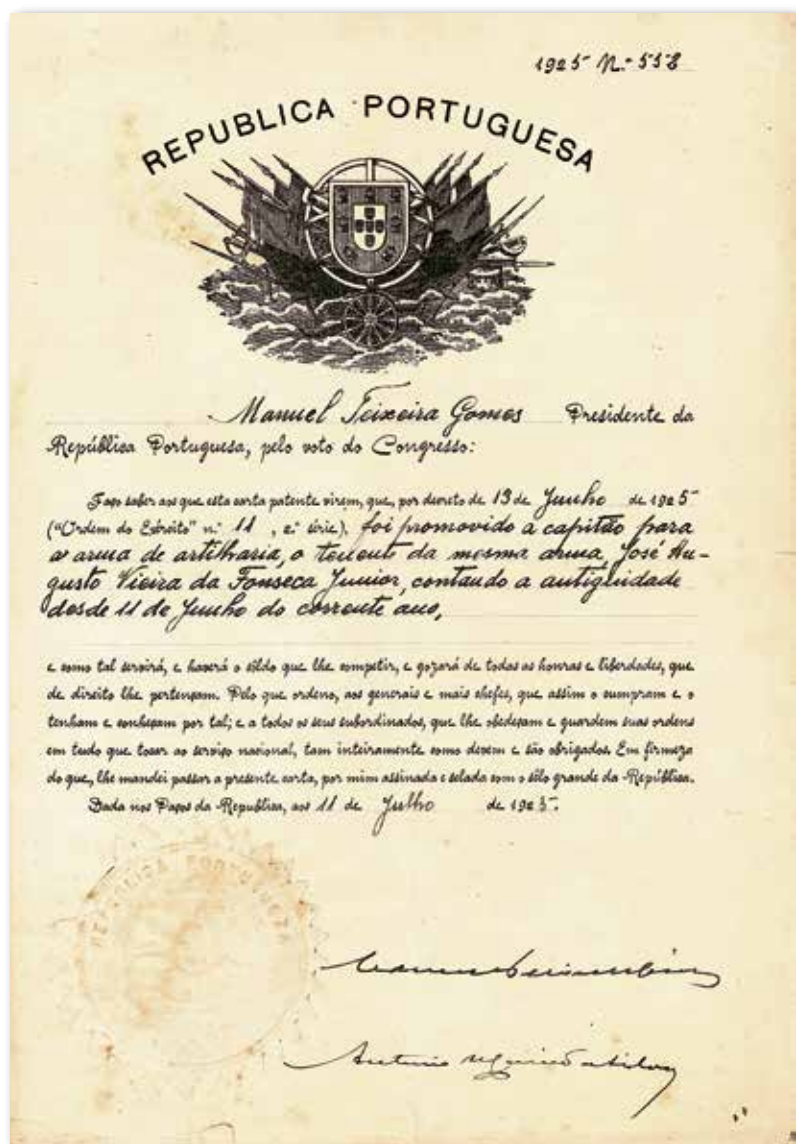 1925 N.º 558
REPUBLICA PORTUGUESA
Manuel Teixeira Gomes Presidente da
República Portuguesa, pelo voto do Congresso:
Faço saber aos que esta carta patente virem, que, por decreto de 13 de Junho de 1925
("Ordem do Exército" n.º 11, 2.ª série), foi promovido a capitão para
a arma de artilharia, o tenente da mesma arma, José Au-
gusto Vieira da Fonseca Junior, contando a antiguidade
desde 11 de Junho do corrente ano,
e como tal servirá, e haverá o sôldo que lhe competir, e gozará de todas as honras e liberdades, que
de direito lhe pertençam. Pelo que ordeno, aos generais e mais chefes, que assim o cumpram e o
tenham e conheçam por tal; e a todos os seus subordinados, que lhe obedeçam e guardem suas ordens
em tudo que tocar ao serviço nacional, tam inteiramente como devem e são obrigados. Em firmeza
do que, lhe mandei passar a presente carta, por mim assinada e selada com o sêlo grande da República.
Dada nos Paços da Republica, aos 11 de Julho de 1925.
REPUBLICA PORTUGUEZA
Antonio